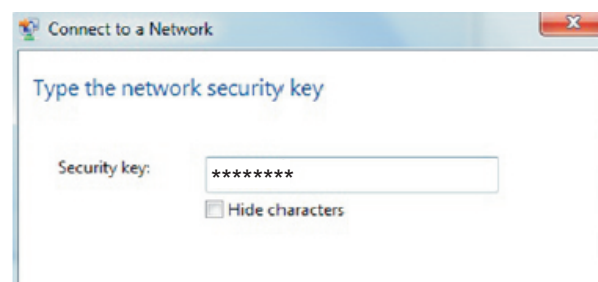 Connect to a Network
Type the network security key
Security key:
********
Hide characters